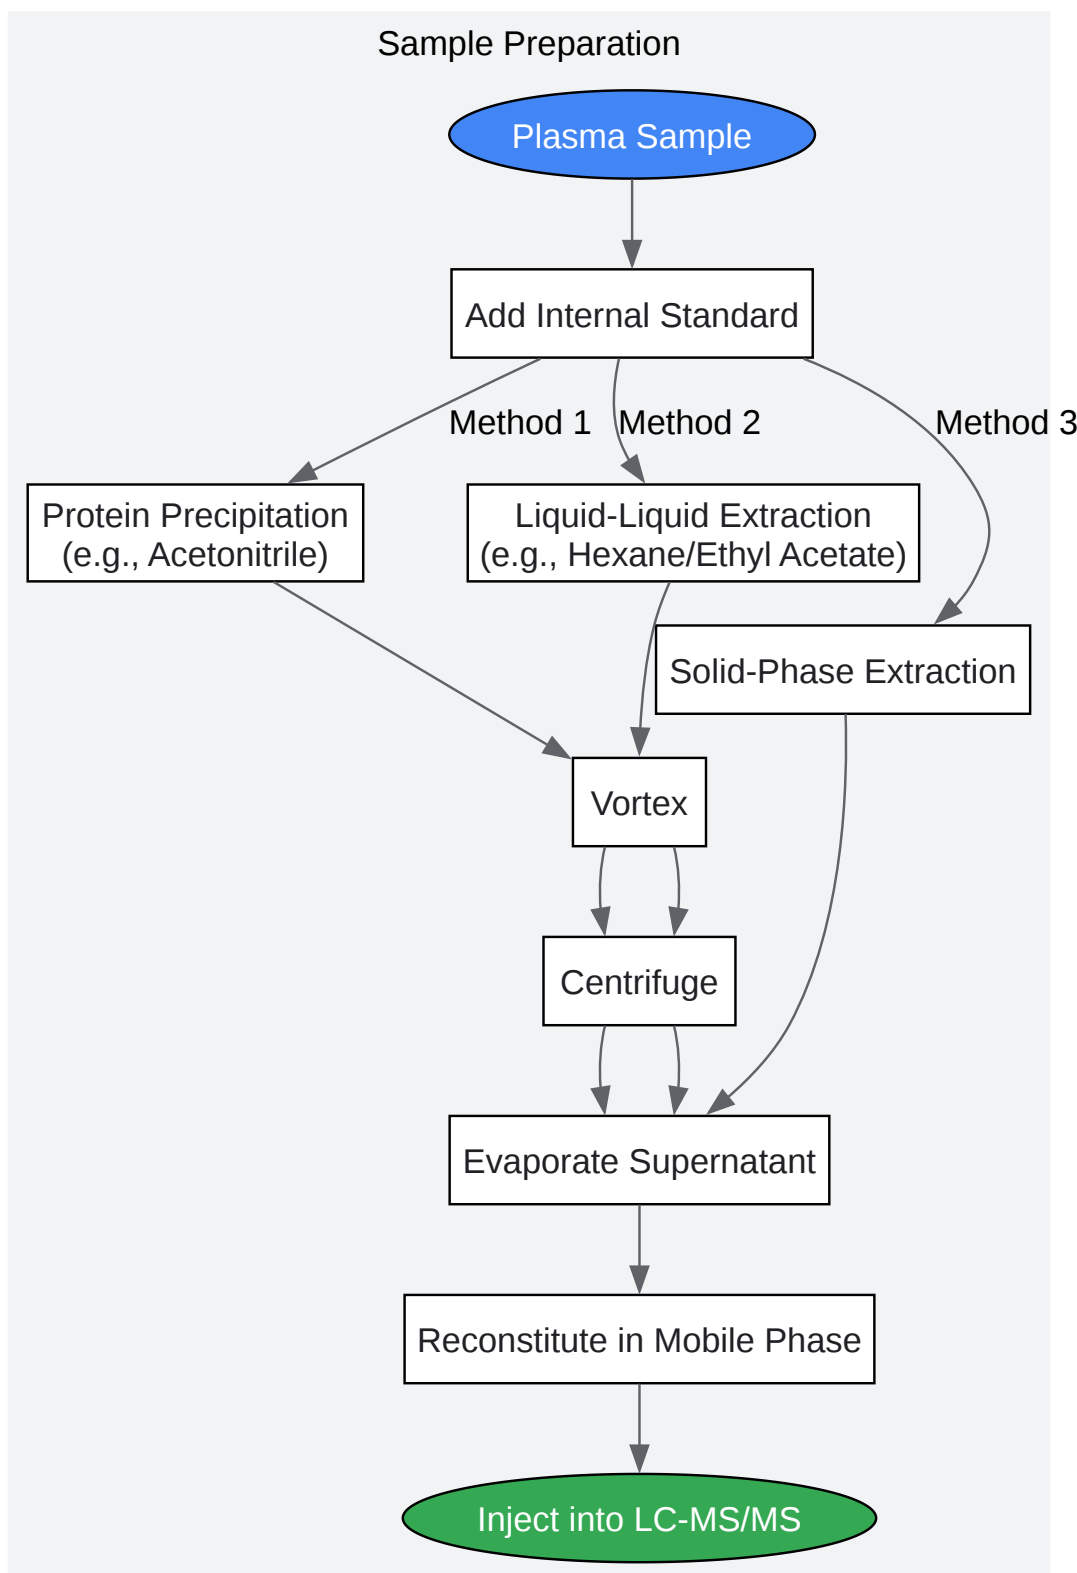 Sample Preparation
Plasma Sample
Add Internal Standard
Method 1
Method 2
Method 3
Protein Precipitation
(e.g., Acetonitrile)
Liquid-Liquid Extraction
(e.g., Hexane/Ethyl Acetate)
Solid-Phase Extraction
Vortex
Centrifuge
Evaporate Supernatant
Reconstitute in Mobile Phase
Inject into LC-MS/MS